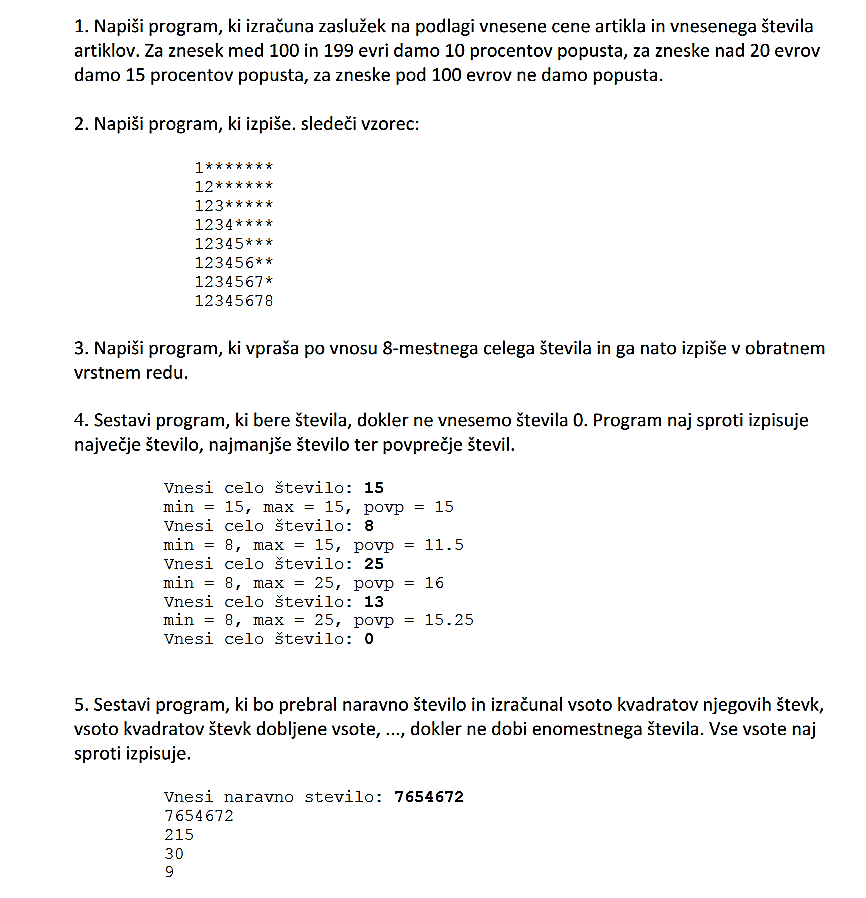 1. Napiši program, ki izračuna zaslužek na podlagi vnesene cene artikla in vnesenega števila
artiklov. Za znesek med 100 in 199 evri damo 10 procentov popusta, za zneske nad 20 evrov
damo 15 procentov popusta, za zneske pod 100 evrov ne damo popusta.
2. Napiši program, ki izpiše. sledeči vzorec:
1*******
12******
123*****
1234****
12345***
123456**
1234567*
12345678
3. Napiši program, ki vpraša po vnosu 8-mestnega celega števila in ga nato izpiše v obratnem
vrstnem redu.
4. Sestavi program, ki bere števila, dokler ne vnesemo števila 0. Program naj sproti izpisuje
največje število, najmanjše število ter povprečje števil.
Vnesi celo število: 15
min = 15, max = 15, povp = 15
Vnesi celo število: 8
min = 8, max = 15, povp = 11.5
Vnesi celo število: 25
min = 8, max = 25, povp = 16
Vnesi celo število: 13
min = 8, max = 25, povp = 15.25
Vnesi celo število: 0
5. Sestavi program, ki bo prebral naravno število in izračunal vsoto kvadratov njegovih števk,
vsoto kvadratov števk dobljene vsote, ..., dokler ne dobi enomestnega števila. Vse vsote naj
sproti izpisuje.
Vnesi naravno stevilo: 7654672
7654672
215
30
9